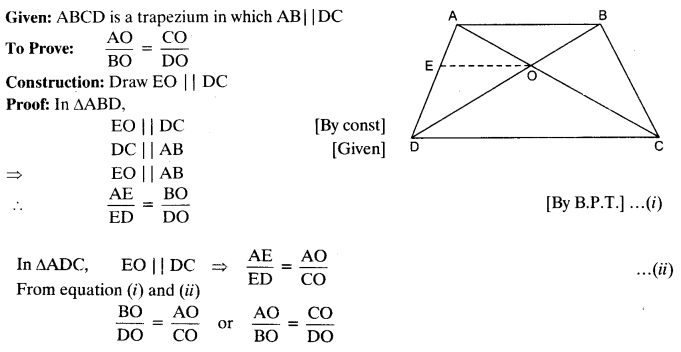 Given: ABCD is a trapezium in which AB||DC
To Prove: AO/BO = CO/DO
Construction: Draw EO || DC
Proof: In ΔABD,
EO || DC [By const]
DC || AB [Given]
⇒ EO || AB
∴ AE/ED = BO/DO [By B.P.T.] ...(i)
In ΔADC, EO || DC ⇒ AE/ED = AO/CO ...(ii)
From equation (i) and (ii)
BO/DO = AO/CO or AO/BO = CO/DO
A B
E O
D C